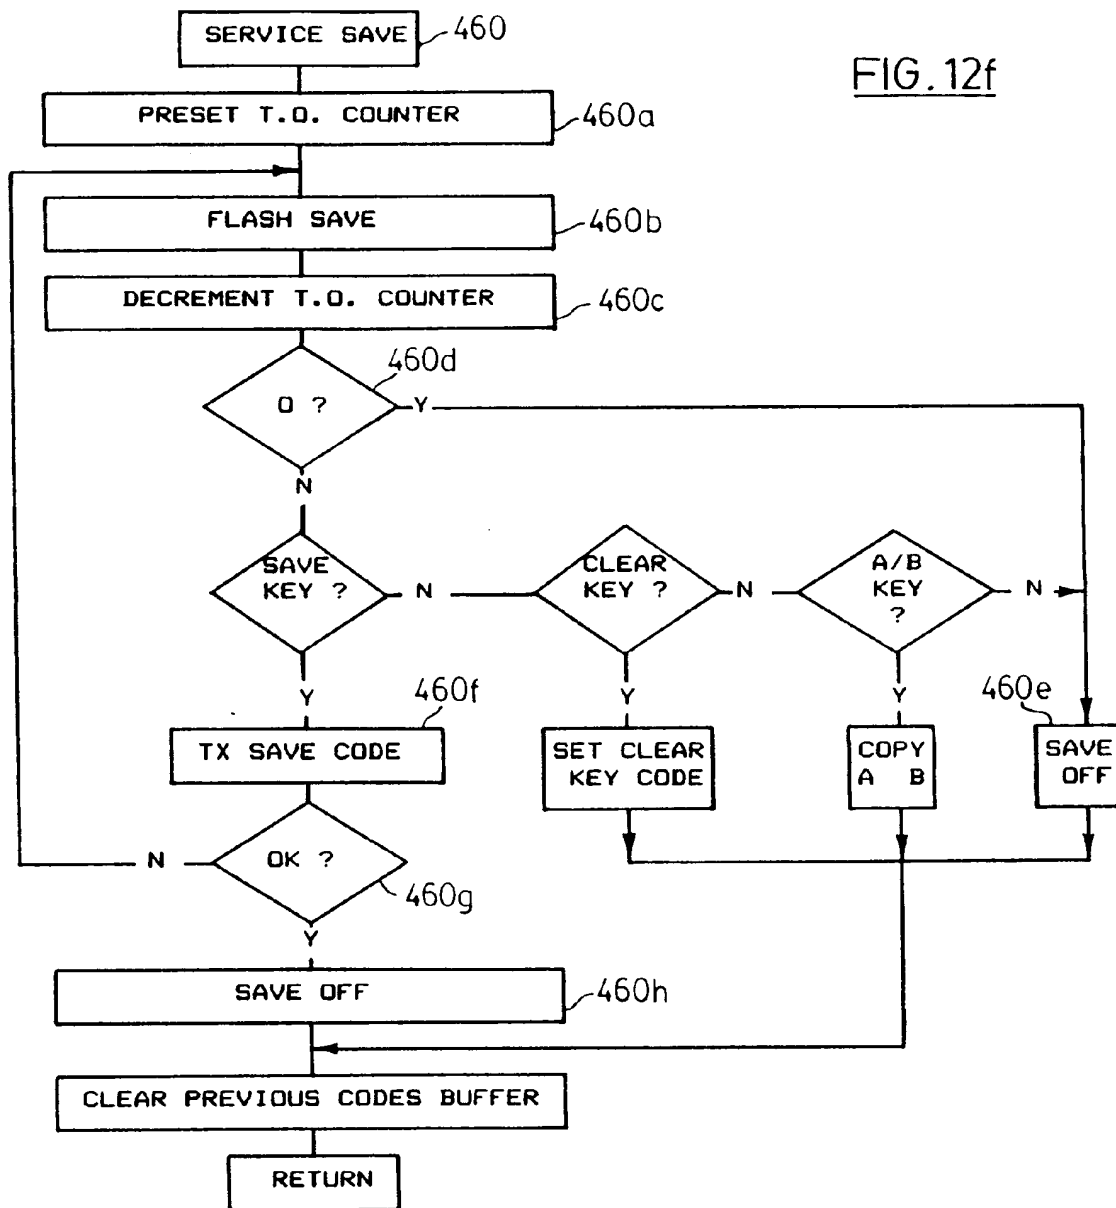 SERVICE SAVE
460
FIG. 12f
PRESET T.O. COUNTER
460a
FLASH SAVE
460b
DECREMENT T.O. COUNTER
460c
460d
0 ?
Y
N
SAVE
KEY ?
N
CLEAR
KEY ?
N
A/B
KEY
?
N
Y
460f
Y
Y
460e
TX SAVE CODE
SET CLEAR
KEY CODE
COPY
A B
SAVE
OFF
N
OK ?
460g
Y
SAVE OFF
460h
CLEAR PREVIOUS CODES BUFFER
RETURN